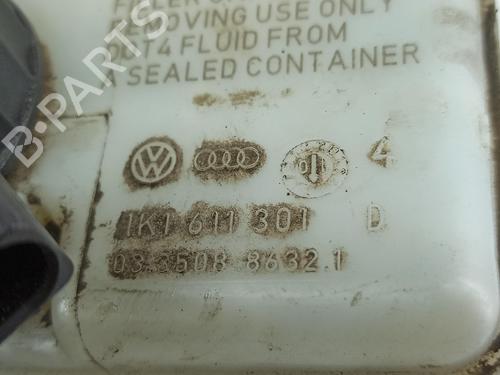 REMOVING USE ONLY
DOT4 FLUID FROM
A SEALED CONTAINER
4
1K1 611 301 D
03.3508 8632.1
B-PARTS